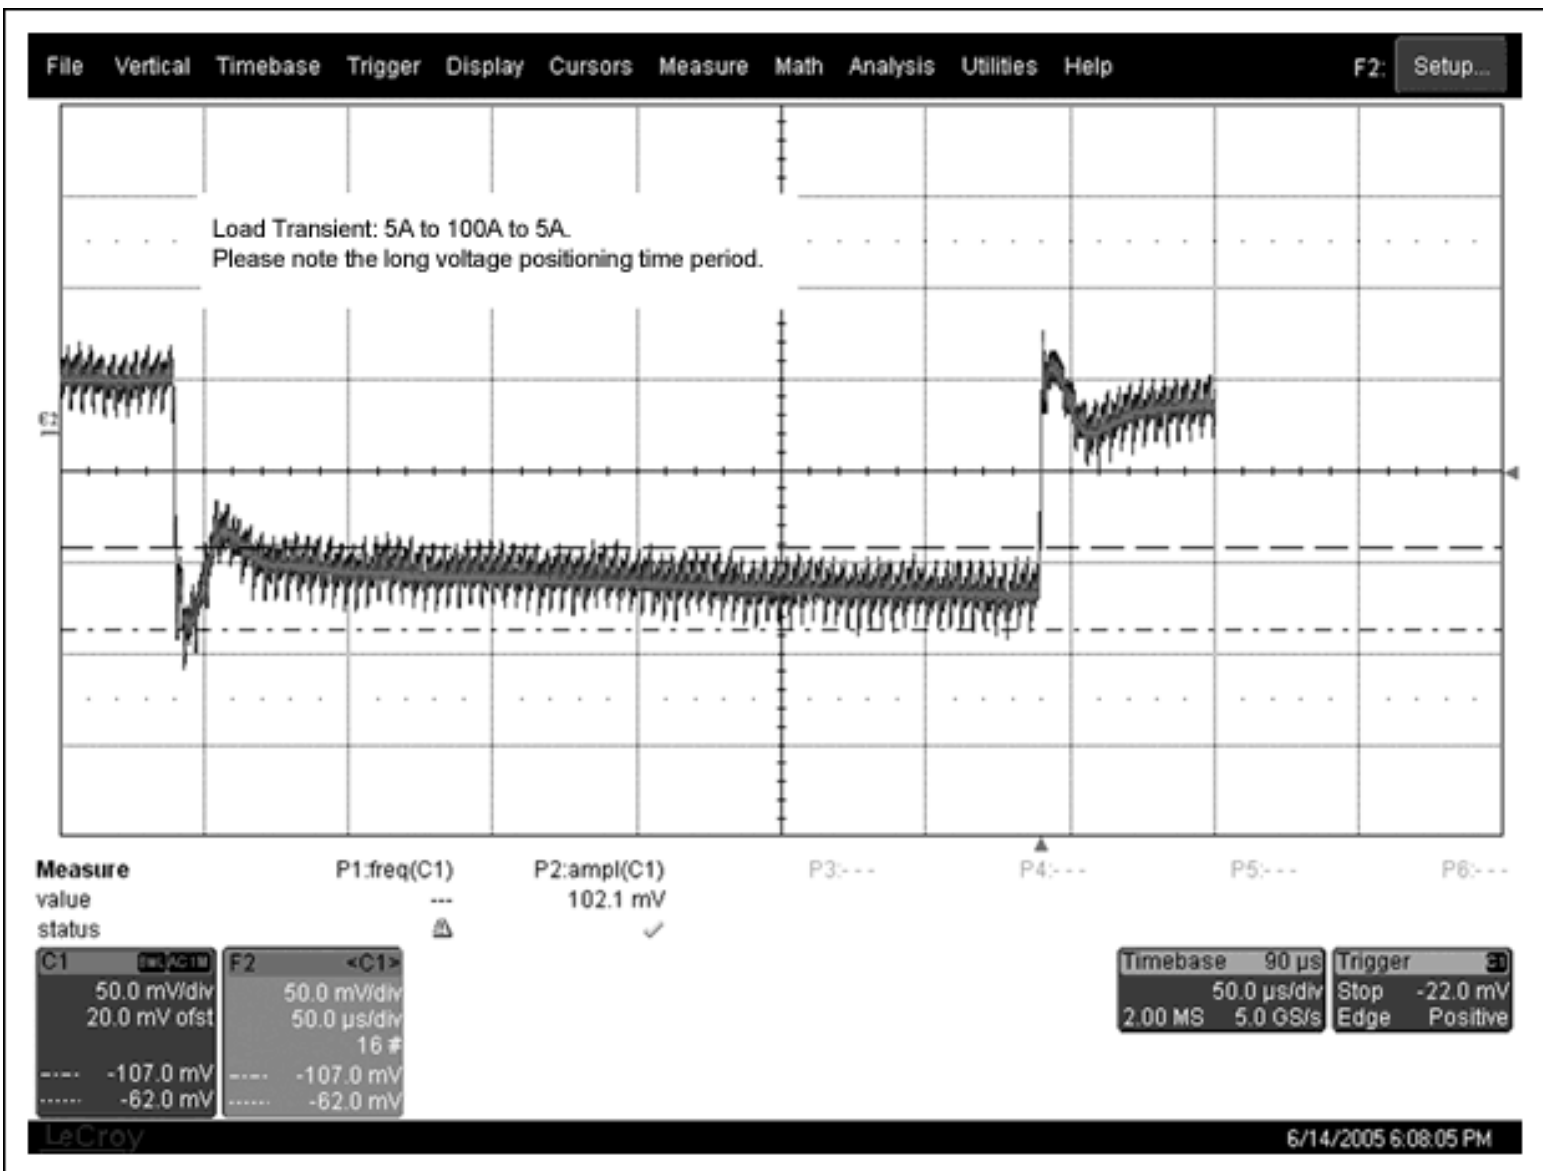 File Vertical Timebase Trigger Display Cursors Measure Math Analysis Utilities Help F2: Setup...
Load Transient: 5A to 100A to 5A.
Please note the long voltage positioning time period.
Measure P1:freq(C1) P2:ampl(C1) P3:- - - P4:- - - P5:- - - P6:- - -
value --- 102.1 mV
status
C1 BWL AC1M F2 <C1> Timebase 90 µs Trigger C1
50.0 mV/div 50.0 mV/div 50.0 µs/div Stop -22.0 mV
20.0 mV ofst 50.0 µs/div 2.00 MS 5.0 GS/s Edge Positive
16 #
-107.0 mV -107.0 mV
-62.0 mV -62.0 mV
LeCroy 6/14/2005 6:08:05 PM